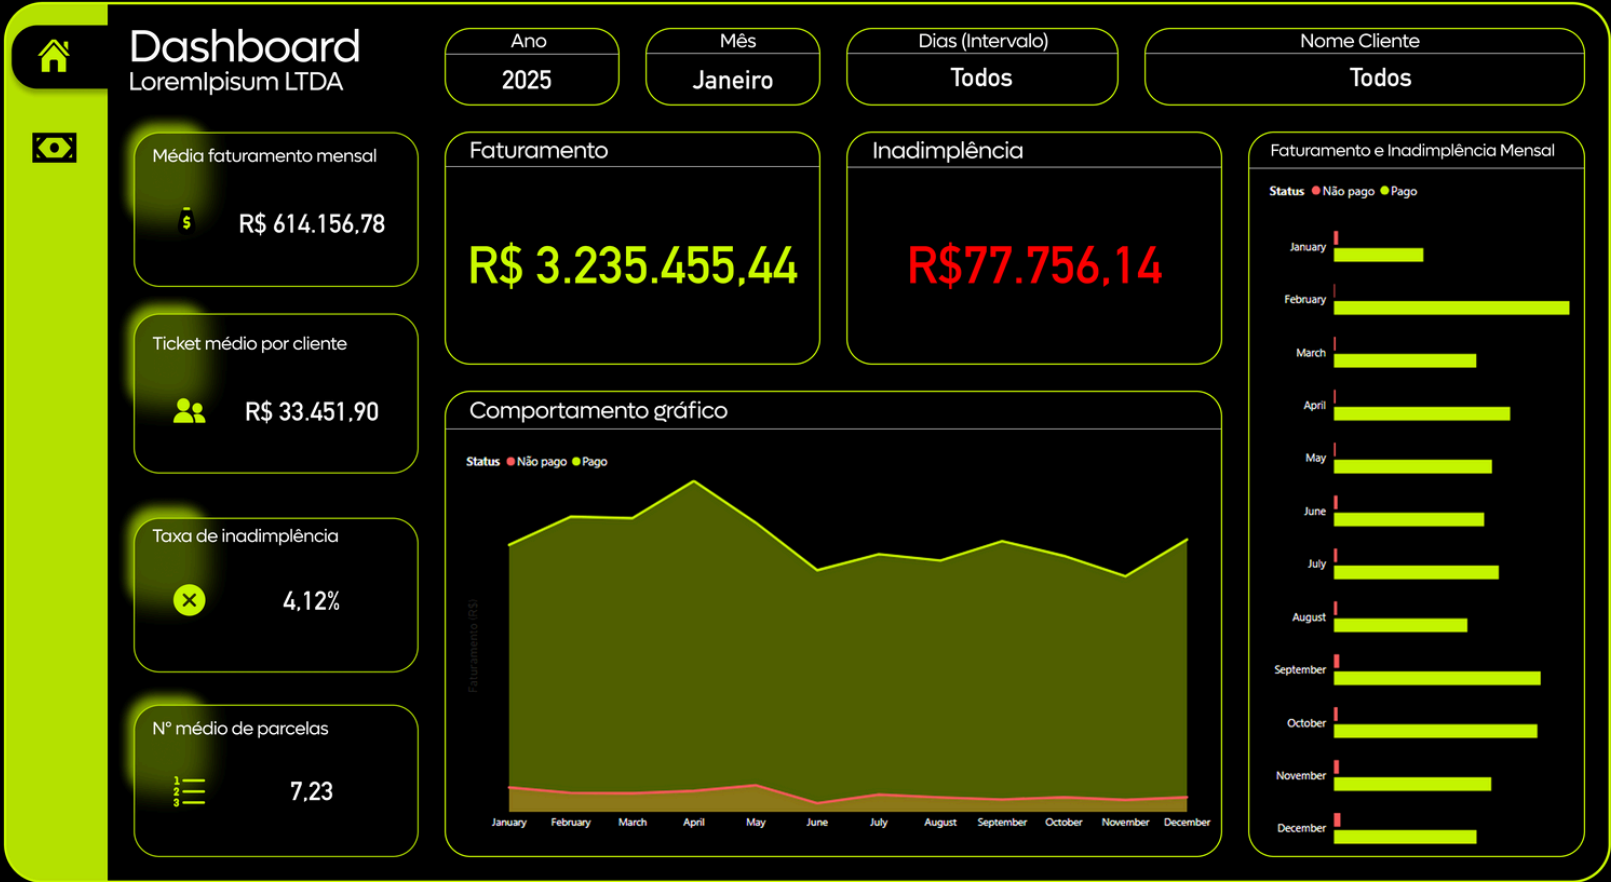 Dashboard
LoremIpisum LTDA
Ano
2025
Mês
Janeiro
Dias (Intervalo)
Todos
Nome Cliente
Todos
Média faturamento mensal
$
R$ 614.156,78
Ticket médio por cliente
R$ 33.451,90
Taxa de inadimplência
4,12%
N° médio de parcelas
1
2
3
7,23
Faturamento
R$ 3.235.455,44
Inadimplência
R$77.756,14
Comportamento gráfico
Status Não pago Pago
Faturamento (R$)
January February March April May June July August September October November December
Faturamento e Inadimplência Mensal
Status Não pago Pago
January
February
March
April
May
June
July
August
September
October
November
December